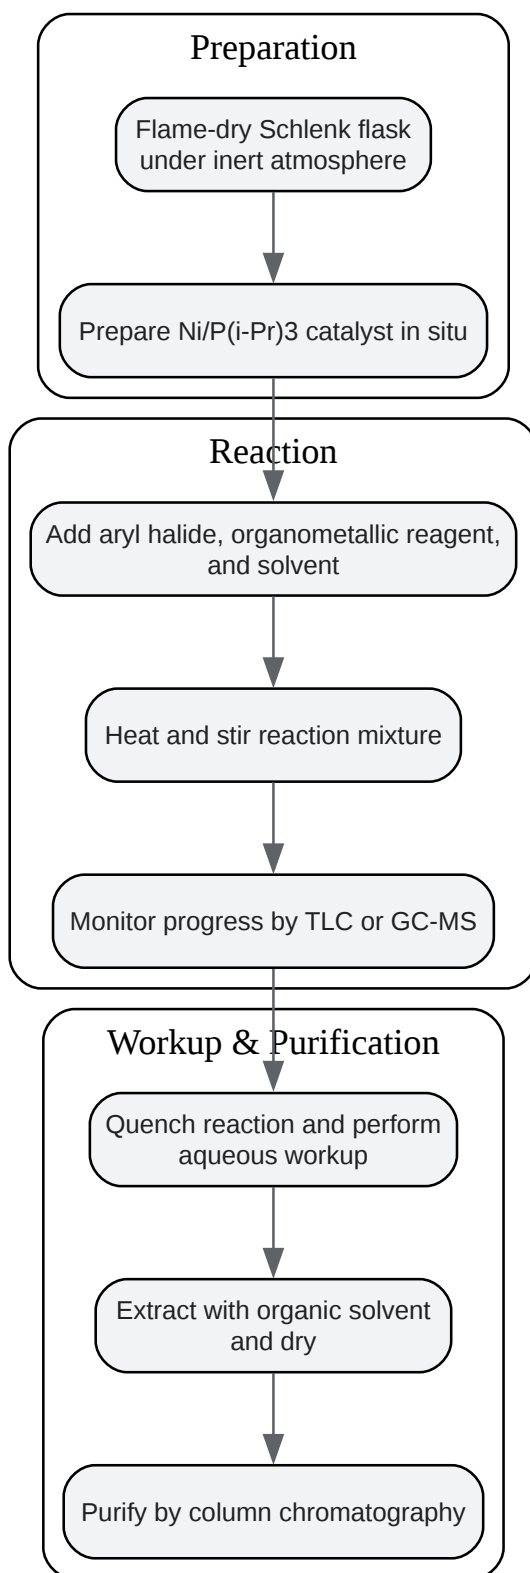 Preparation
Flame-dry Schlenk flask
under inert atmosphere
Prepare Ni/P(i-Pr)3 catalyst in situ
Reaction
Add aryl halide, organometallic reagent,
and solvent
Heat and stir reaction mixture
Monitor progress by TLC or GC-MS
Workup & Purification
Quench reaction and perform
aqueous workup
Extract with organic solvent
and dry
Purify by column chromatography